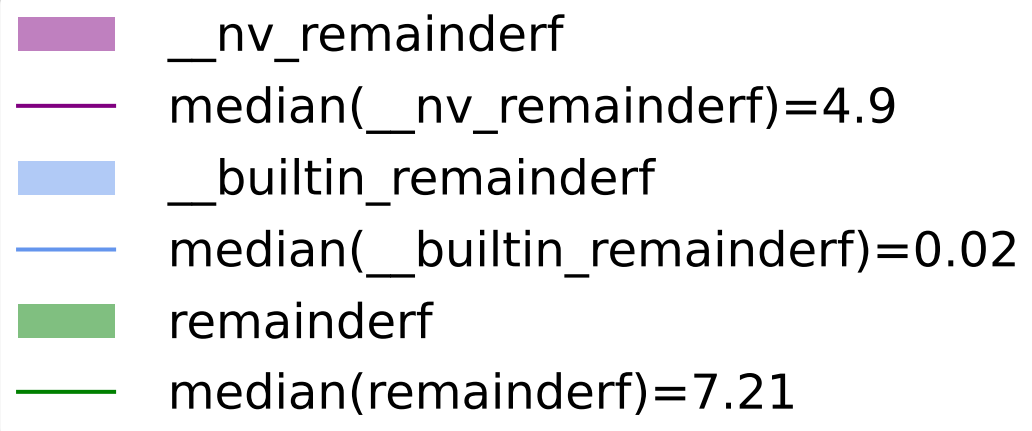 __nv_remainderf
median(__nv_remainderf)=4.9
__builtin_remainderf
median(__builtin_remainderf)=0.02
remainderf
median(remainderf)=7.21